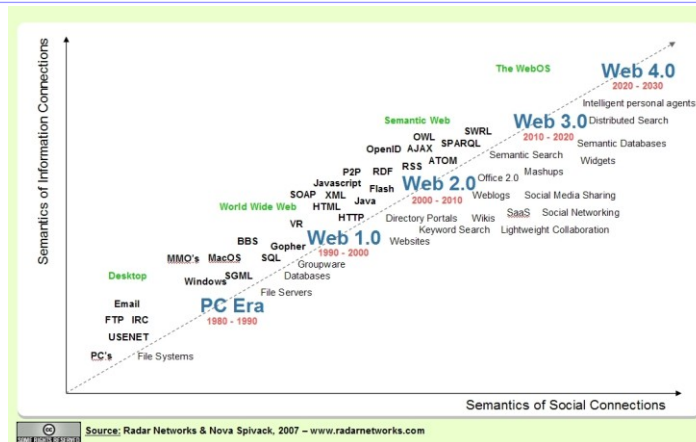 Semantics of Information Connections
The WebOS
Web 4.0
2020 - 2030
Intelligent personal agents
Semantic Web
SWRL
Web 3.0
2010 - 2020
Distributed Search
OWL
OpenID AJAX SPARQL
Semantic Databases
Semantic Search
Widgets
ATOM
RSS
P2P RDF
Mashups
Office 2.0
Javascript
Flash
Web 2.0
2000 - 2010
SOAP XML
Java
Weblogs Social Media Sharing
World Wide Web
HTML
HTTP
SaaS Social Networking
Directory Portals Wikis
Keyword Search Lightweight Collaboration
VR
Web 1.0
1990 - 2000
Websites
BBS
Gopher
MMO's MacOS SQL
Groupware
Desktop
SGML
Databases
Windows
File Servers
Email
PC Era
1980 - 1990
FTP IRC
USENET
PC's File Systems
Semantics of Social Connections
cc
SOME RIGHTS RESERVED
Source: Radar Networks & Nova Spivack, 2007 – www.radarnetworks.com